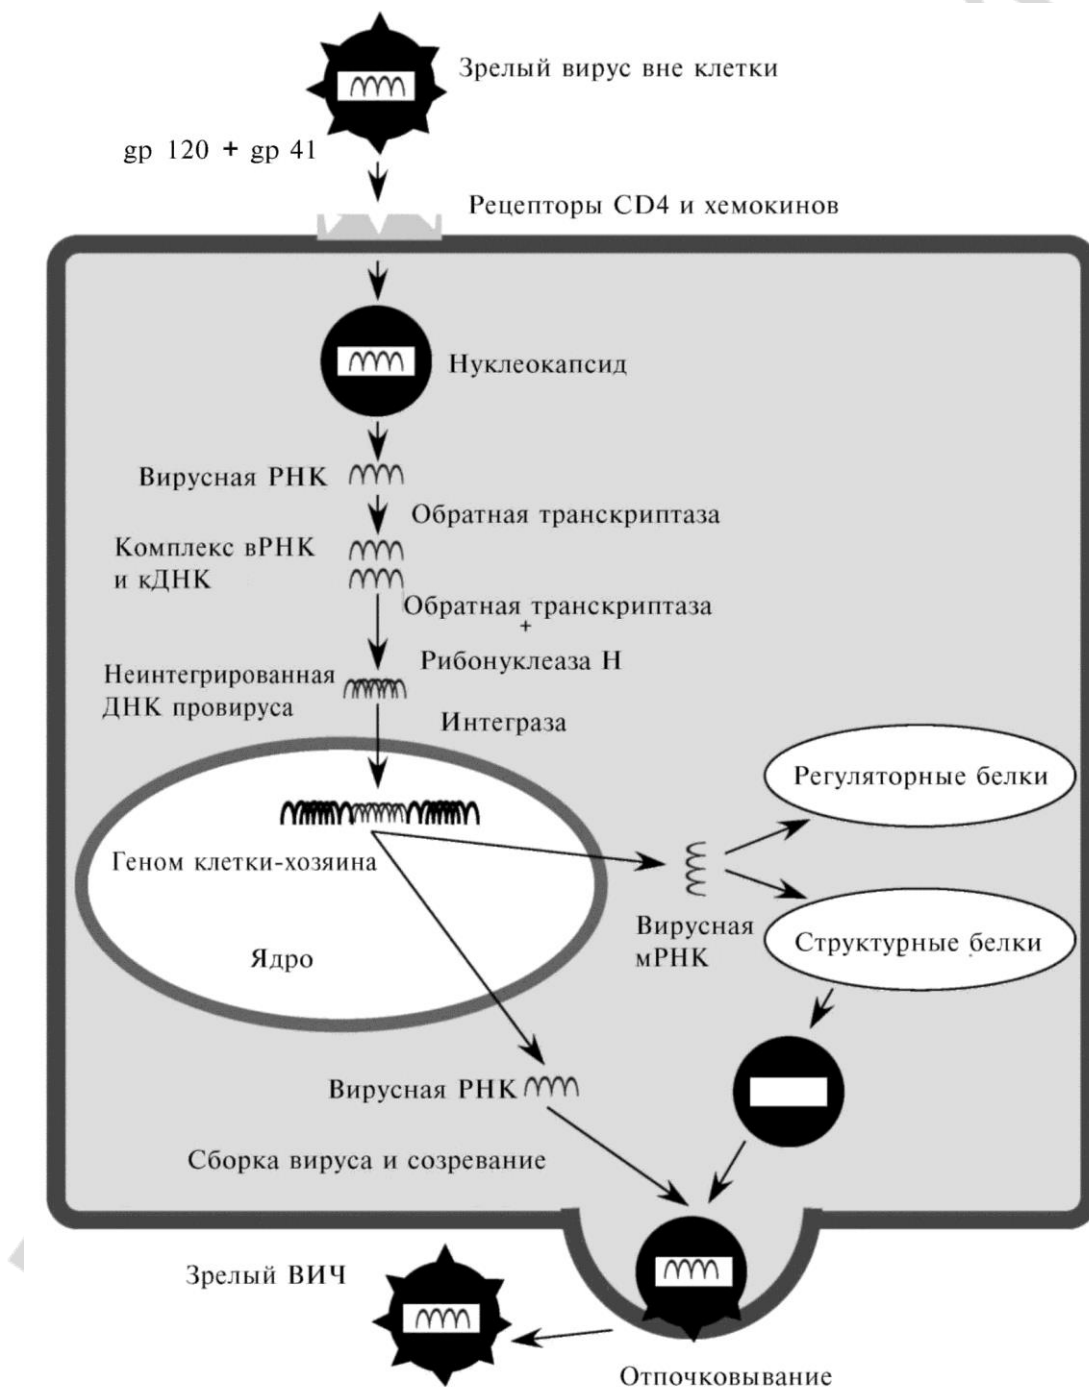 Зрелый вирус вне клетки
gp 120 + gp 41
Рецепторы CD4 и хемокинов
Нуклеокапсид
Вирусная РНК
Обратная транскриптаза
Комплекс вРНК
и кДНК
Обратная транскриптаза
+
Рибонуклеаза Н
Неинтегрированная
ДНК провируса
Интеграза
Регуляторные белки
Геном клетки-хозяина
Вирусная
мРНК
Структурные белки
Ядро
Вирусная РНК
Сборка вируса и созревание
Зрелый ВИЧ
Отпочковывание